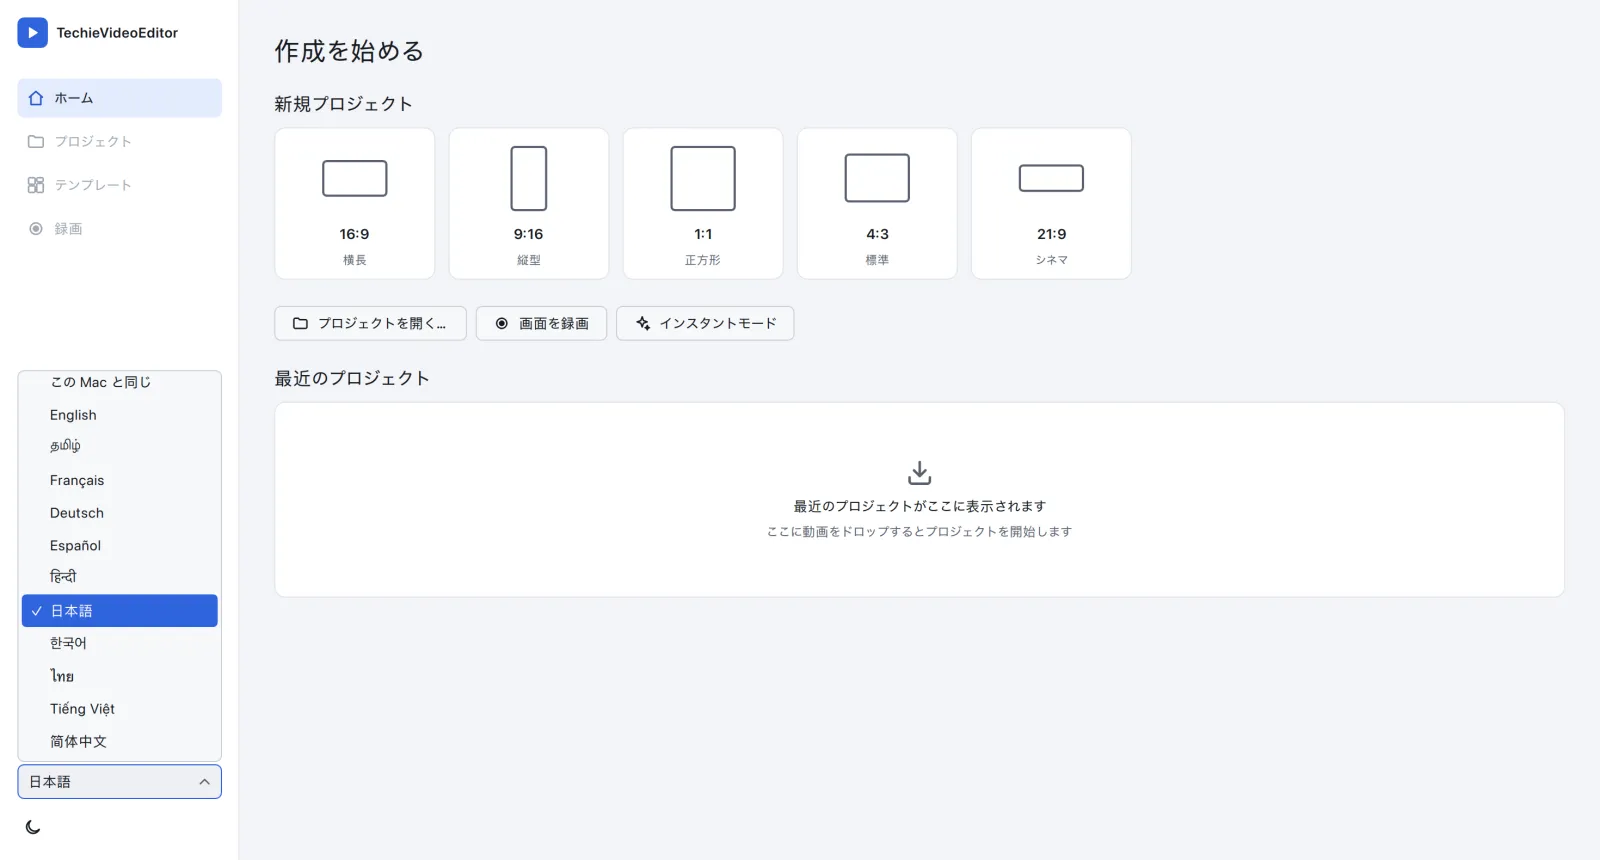 TechieVideoEditor
ホーム
プロジェクト
テンプレート
録画
この Mac と同じ
English
தமிழ்
Français
Deutsch
Español
हिन्दी
日本語
한국어
ไทย
Tiếng Việt
简体中文
日本語
作成を始める
新規プロジェクト
16:9
横長
9:16
縦型
1:1
正方形
4:3
標準
21:9
シネマ
プロジェクトを開く...
画面を録画
インスタントモード
最近のプロジェクト
最近のプロジェクトがここに表示されます
ここに動画をドロップするとプロジェクトを開始します